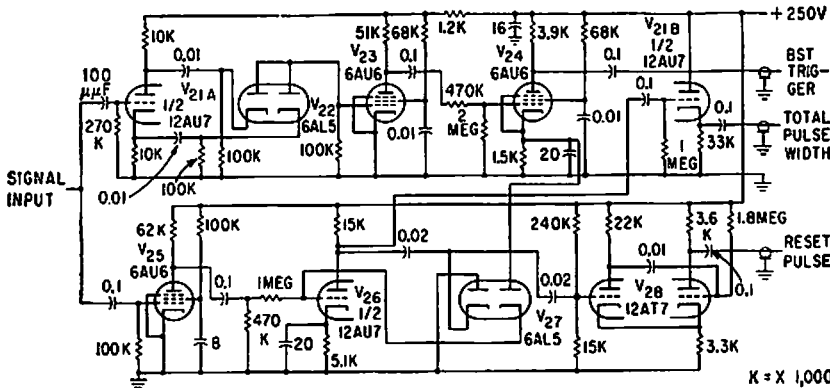 + 250V
10K
51K
68K
1.2K
16
3.9K
68K
V21B
1/2
12AU7
V23
6AU6
V24
6AU6
0.01
0.1
0.1
BST TRIG-
GER
100
μμF
V21A
1/2
12AU7
V22
6AL5
470K
2
MEG
0.1
0.1
TOTAL
PULSE
WIDTH
270
K
0.01
0.01
10K
100K
100K
1.5K
20
1
MEG
33K
0.01
100K
SIGNAL
INPUT
62K
100K
15K
240K
22K
3.6
K
1.8MEG
V25
6AU6
0.02
0.01
RESET
PULSE
0.1
0.1
1MEG
0.02
0.1
V26
1/2
12AU7
V27
6AL5
V28
12AT7
100K
8
470
K
20
5.1K
15K
3.3K
K = X 1,000